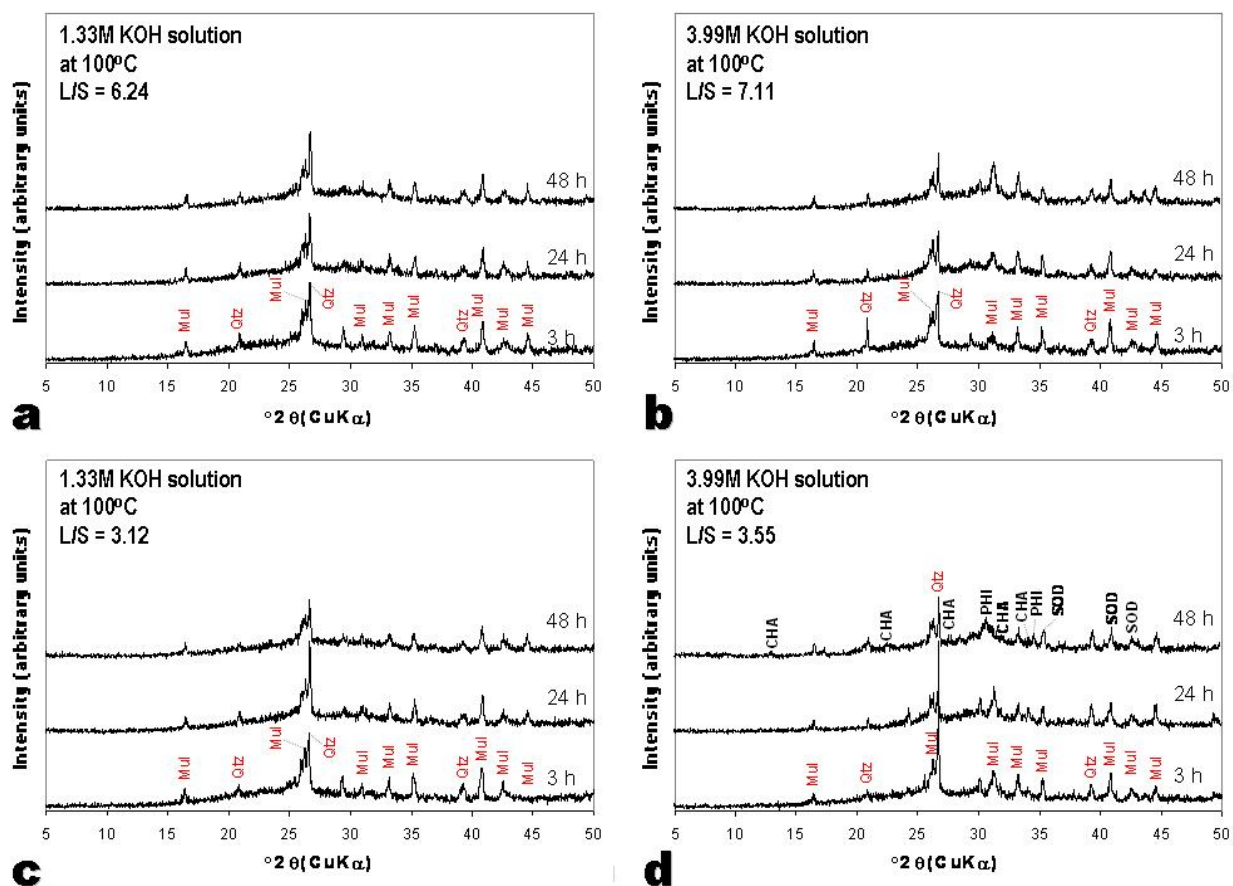 1.33M KOH solution
at 100ºC
L/S = 6.24
Intensity (arbitrary units)
48 h
24 h
3 h
Mul
Qtz
Mul
Qtz
Mul
Mul
Mul
Qtz
Mul
Mul
Mul
5 10 15 20 25 30 35 40 45 50
°2 θ(CuKα)
a
3.99M KOH solution
at 100ºC
L/S = 7.11
Intensity (arbitrary units)
48 h
24 h
3 h
Mul
Qtz
Mul
Qtz
Mul
Mul
Mul
Qtz
Mul
Mul
Mul
5 10 15 20 25 30 35 40 45 50
°2 θ(CuKα)
b
1.33M KOH solution
at 100ºC
L/S = 3.12
Intensity (arbitrary units)
48 h
24 h
3 h
Mul
Qtz
Mul
Qtz
Mul
Mul
Mul
Qtz
Mul
Mul
Mul
5 10 15 20 25 30 35 40 45 50
°2 θ(CuKα)
c
3.99M KOH solution
at 100ºC
L/S = 3.55
Intensity (arbitrary units)
CHA
CHA
Qtz
CHA
PHI
CHA
CHA
PHI
SOD
SOD
SOD
48 h
24 h
3 h
Mul
Qtz
Mul
Mul
Mul
Mul
Qtz
Mul
Mul
Mul
5 10 15 20 25 30 35 40 45 50
°2 θ(CuKα)
d